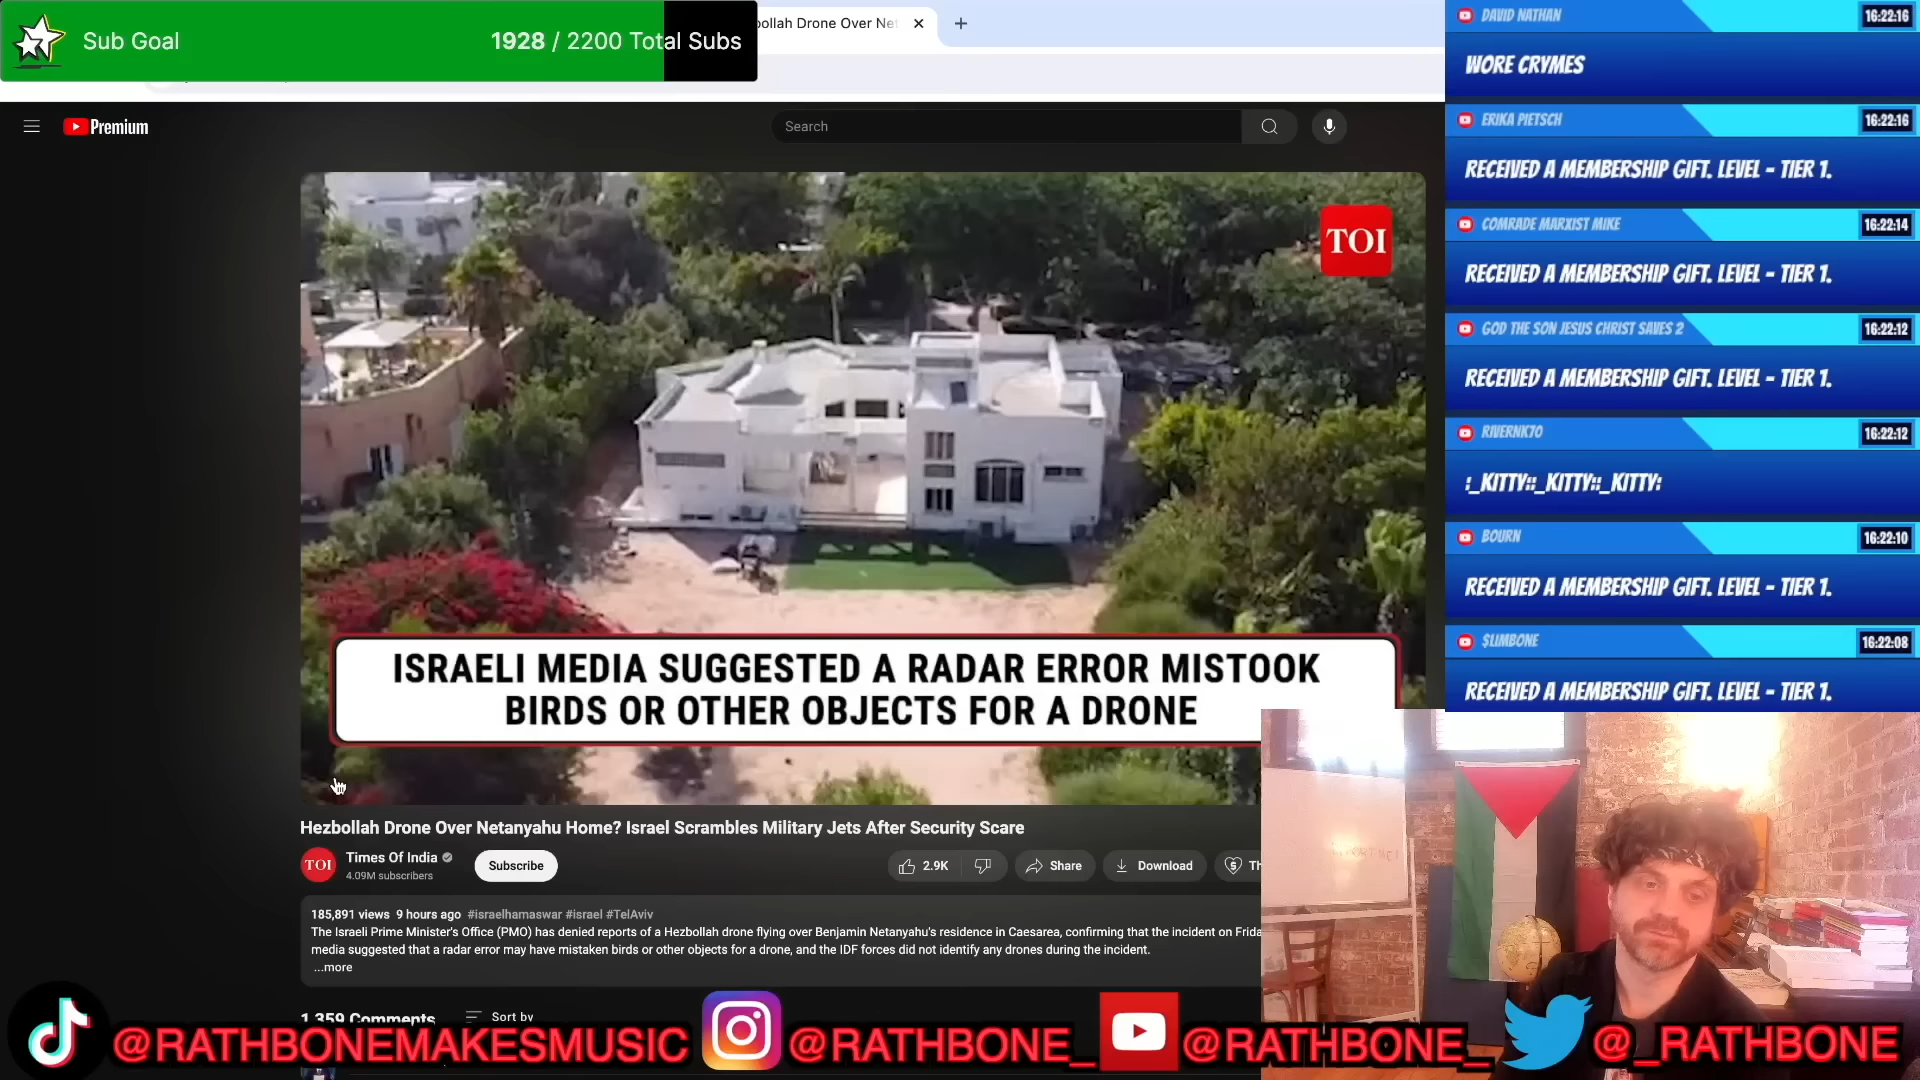 Sub Goal
1928 / 2200 Total Subs
bollah Drone Over Ne
Premium
Search
TOI
ISRAELI MEDIA SUGGESTED A RADAR ERROR MISTOOK
BIRDS OR OTHER OBJECTS FOR A DRONE
Hezbollah Drone Over Netanyahu Home? Israel Scrambles Military Jets After Security Scare
TOI
Times Of India
4.09M subscribers
Subscribe
2.9K
Share
Download
Th
185,891 views 9 hours ago #israelhamaswar #israel #TelAviv
The Israeli Prime Minister's Office (PMO) has denied reports of a Hezbollah drone flying over Benjamin Netanyahu's residence in Caesarea, confirming that the incident on Frida
media suggested that a radar error may have mistaken birds or other objects for a drone, and the IDF forces did not identify any drones during the incident.
...more
1,359 Comments
Sort by
DAVID NATHAN
16:22:16
WORE CRYMES
ERIKA PIETSCH
16:22:16
RECEIVED A MEMBERSHIP GIFT. LEVEL - TIER 1.
COMRADE MARXIST MIKE
16:22:14
RECEIVED A MEMBERSHIP GIFT. LEVEL - TIER 1.
GOD THE SON JESUS CHRIST SAVES 2
16:22:12
RECEIVED A MEMBERSHIP GIFT. LEVEL - TIER 1.
RIVERNK70
16:22:12
:_KITTY::_KITTY::_KITTY:
BOURN
16:22:10
RECEIVED A MEMBERSHIP GIFT. LEVEL - TIER 1.
$LIMBONE
16:22:08
RECEIVED A MEMBERSHIP GIFT. LEVEL - TIER 1.
@RATHBONEMAKESMUSIC
@RATHBONE_
@RATHBONE_
@_RATHBONE